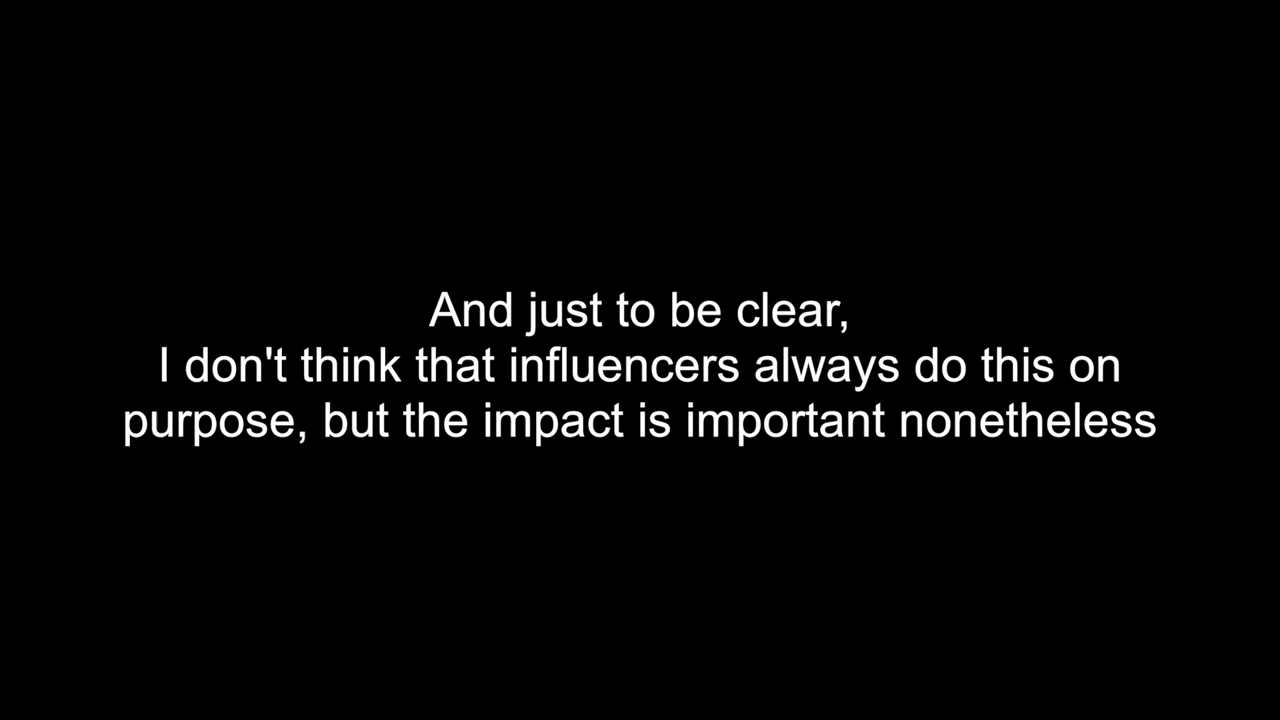 And just to be clear,
I don't think that influencers always do this on
purpose, but the impact is important nonetheless